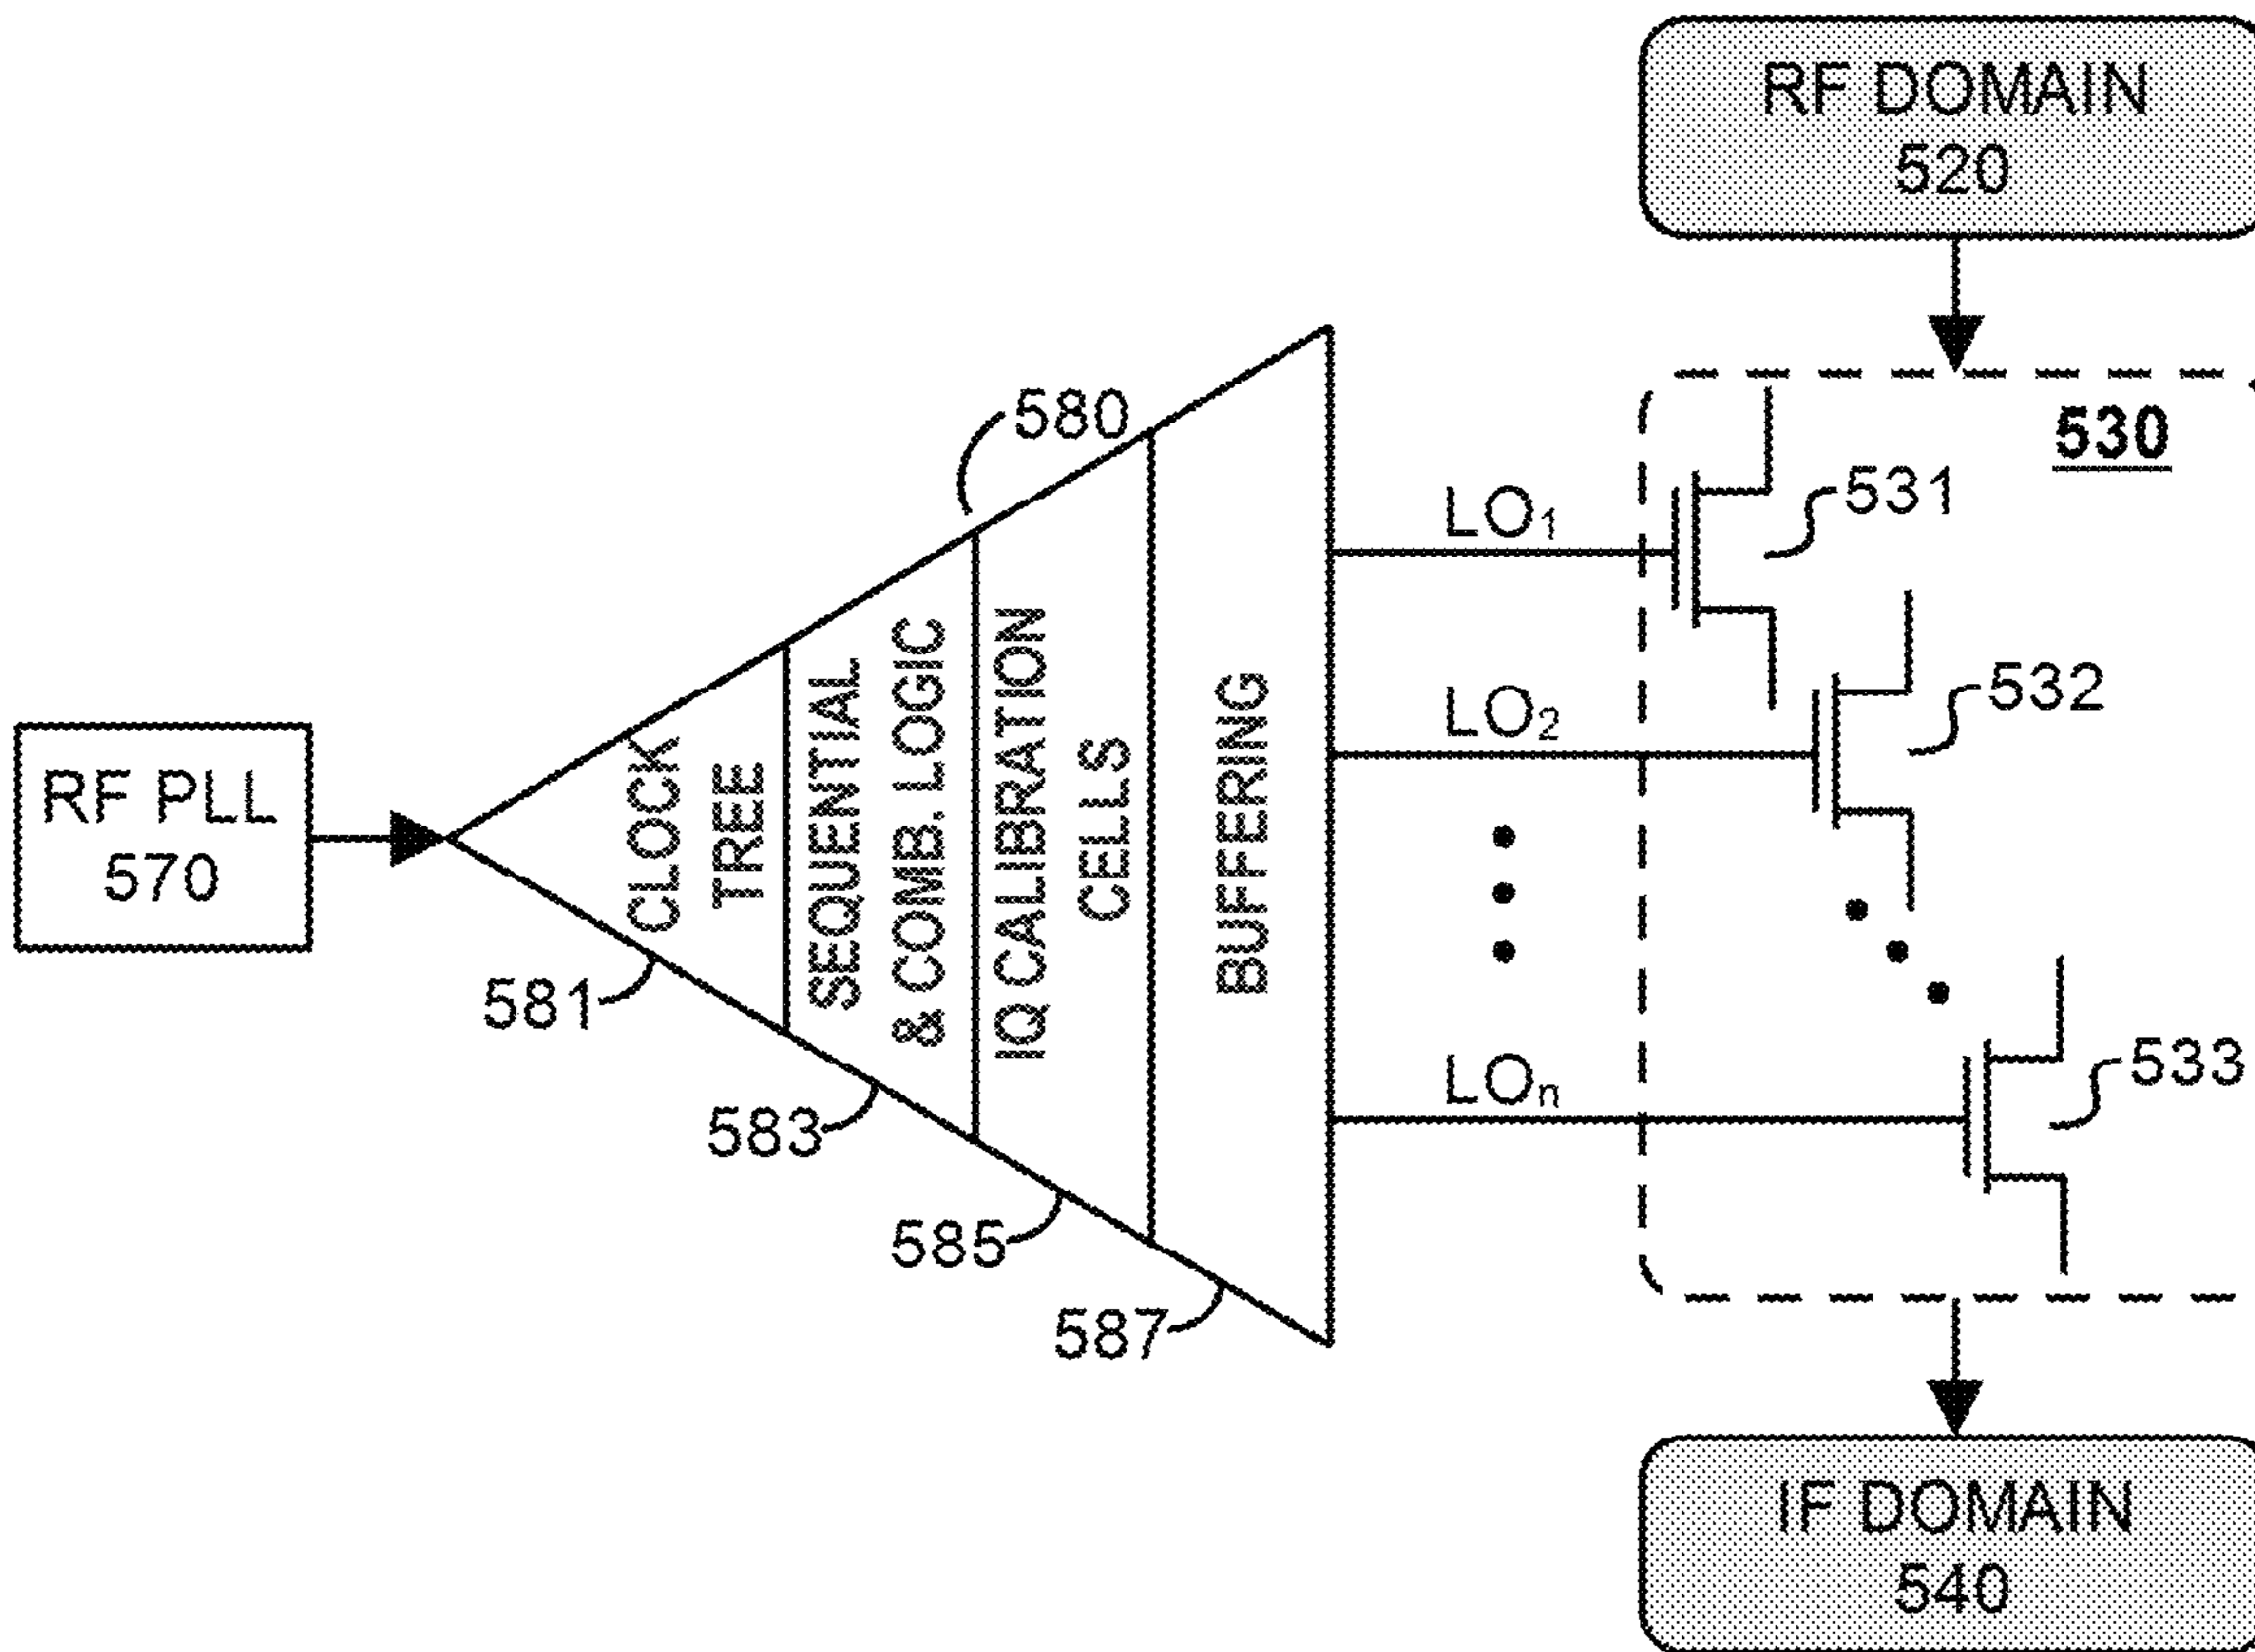 RF DOMAIN
520
530
580
LO1
531
LO2
532
RF PLL
570
CLOCK
TREE
SEQUENTIAL
& COMB. LOGIC
IQ CALIBRATION
CELLS
BUFFERING
581
583
585
587
LOn
533
IF DOMAIN
540